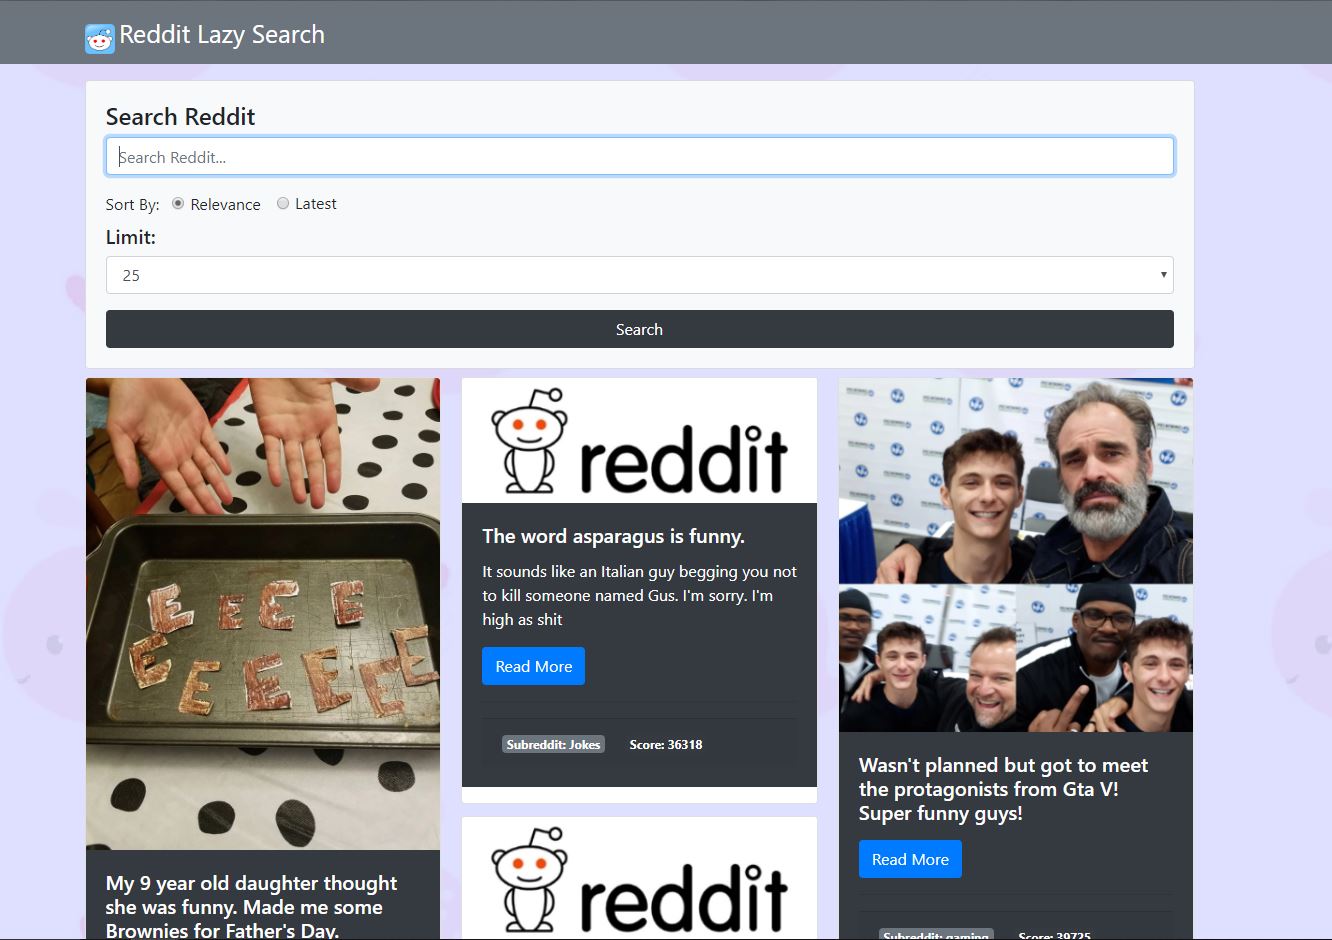 Reddit Lazy Search
Search Reddit
Search Reddit...
Sort By: Relevance Latest
Limit:
25
Search
E E E E
E E E E E E
My 9 year old daughter thought
she was funny. Made me some
Brownies for Father's Day.
reddit
The word asparagus is funny.
It sounds like an Italian guy begging you not
to kill someone named Gus. I'm sorry. I'm
high as shit
Read More
Subreddit: Jokes Score: 36318
reddit
Wasn't planned but got to meet
the protagonists from Gta V!
Super funny guys!
Read More
Subreddit: gaming Score: 39725